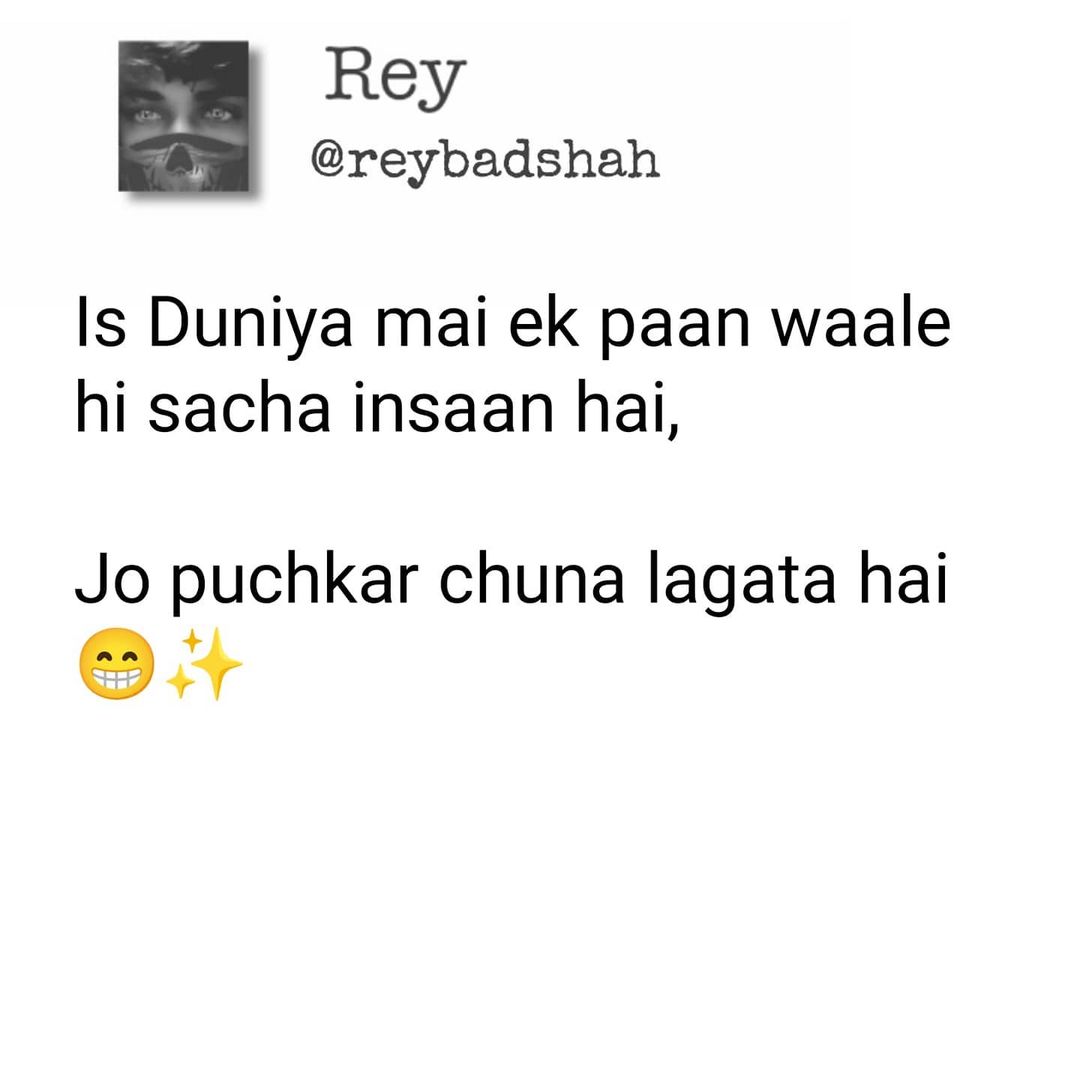 Rey
@reybadshah
Is Duniya mai ek paan waale
hi sacha insaan hai,
Jo puchkar chuna lagata hai
😁✨